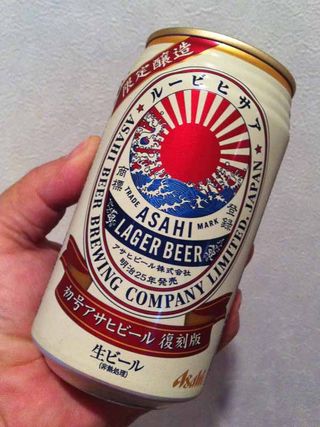 限定醸造
ルービヒサア
ASAHI BEER BREWING COMPANY LIMITED. JAPAN
商標
登録
TRADE
MARK
ASAHI
LAGER BEER
アサヒビール株式会社
明治25年発売
初号アサヒビール 復刻版
生ビール
(非熱処理)
Asahi